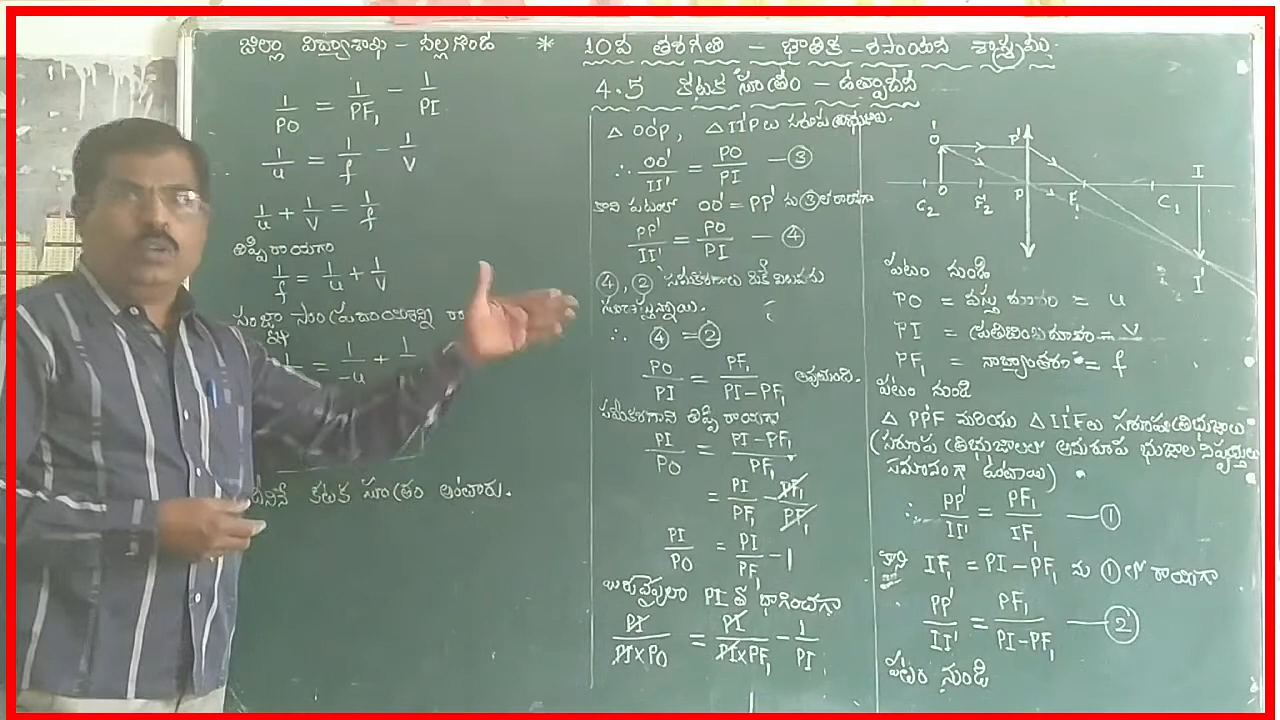 జిల్లా విద్యాశాఖ - నల్లగొండ * 10వ తరగతి - భౌతిక - రసాయన శాస్త్రము
4.5 కటక సూత్రం - ఉత్పాదన
O' P' I
C₂ O F₂ P F₁ C₁
I'
పటం నుండి
PO = వస్తు దూరం = u
PI = ప్రతిబింబ దూరం = v
PF₁ = నాభ్యాంతరం = f
పటం నుండి
△ PP'F మరియు △ II'F లు సరూప త్రిభుజాలు
(సరూప త్రిభుజాలలో అనురూప భుజాల నిష్పత్తులు
సమానంగా ఉంటాయి)
∴ PP'/II' = PF₁/IF₁ — ①
కాని IF₁ = PI - PF₁ ను ① లో రాయగా
PP'/II' = PF₁/PI-PF₁ — ②
పటం నుండి
△ OO'P, △ II'P లు సరూప త్రిభుజాలు.
∴ OO'/II' = PO/PI — ③
కాని పటంలో OO' = PP' ను ③ లో రాయగా
PP'/II' = PO/PI — ④
④, ② సమీకరణాలు ఒకే విలువను
సూచిస్తున్నాయి.
∴ ④ = ②
PO/PI = PF₁/PI-PF₁ అవుతుంది.
సమీకరణాన్ని తిప్పి రాయగా
PI/PO = PI-PF₁/PF₁
= PI/PF₁ - PF₁/PF₁
PI/PO = PI/PF₁ - 1
ఇరువైపులా PI తో భాగించగా
PI/PI×PO = PI/PI×PF₁ - 1/PI
1/PO = 1/PF₁ - 1/PI
1/u = 1/f - 1/v
1/u + 1/v = 1/f
తిప్పి రాయగా
1/f = 1/u + 1/v
సంజ్ఞా సాంప్రదాయాన్ని
= 1/-u + 1/
దీనినే కటక సూత్రం అంటారు.